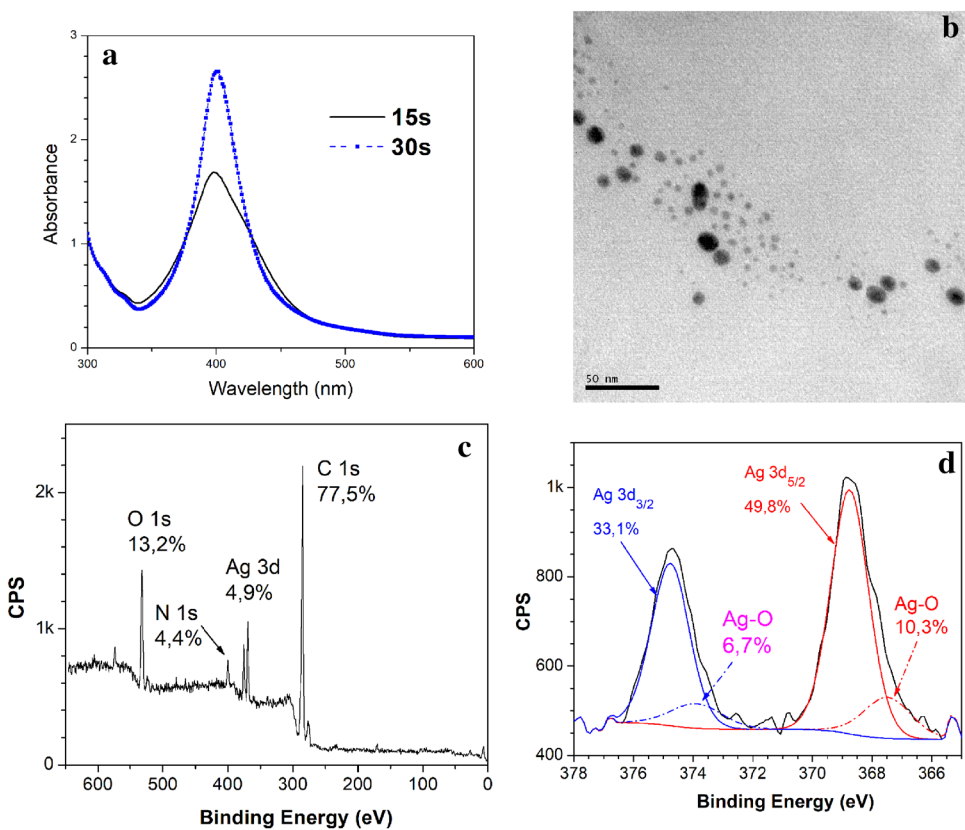 a
3
2
1
0
300
400
500
600
Absorbance
Wavelength (nm)
15s
30s
b
50 nm
c
2k
1k
0
600
500
400
300
200
100
0
CPS
Binding Energy (eV)
O 1s
13,2%
N 1s
4,4%
Ag 3d
4,9%
C 1s
77,5%
d
1k
800
600
400
378
376
374
372
370
368
366
CPS
Binding Energy (eV)
Ag 3d3/2
33,1%
Ag-O
6,7%
Ag 3d5/2
49,8%
Ag-O
10,3%